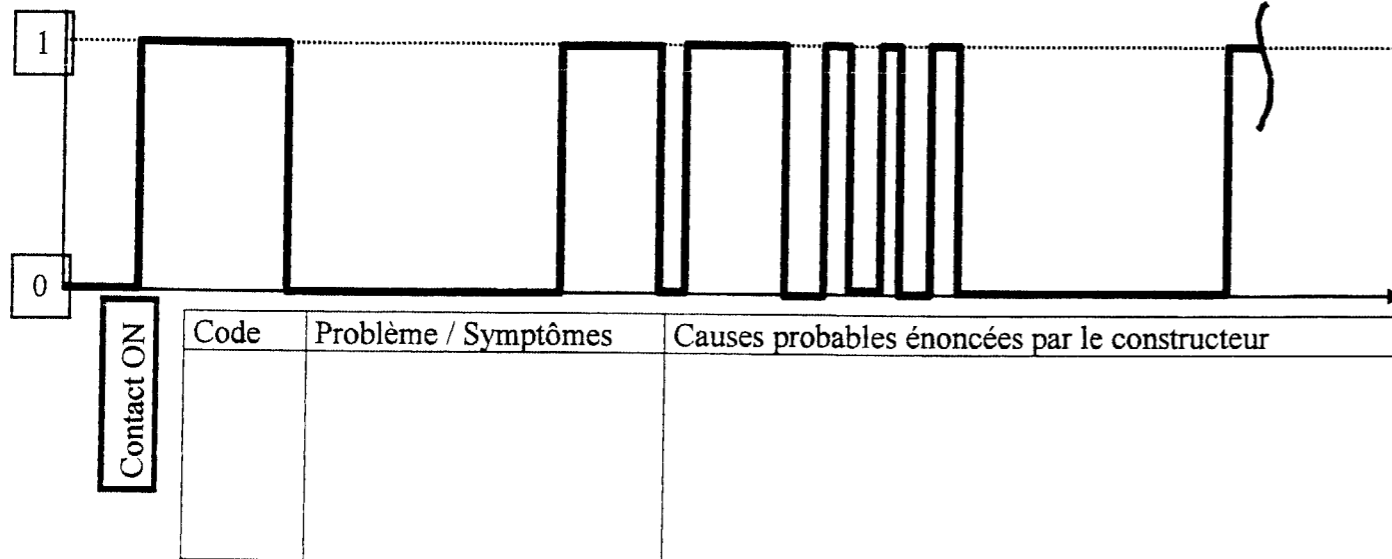 1
0
Contact ON
Code Problème / Symptômes Causes probables énoncées par le constructeur